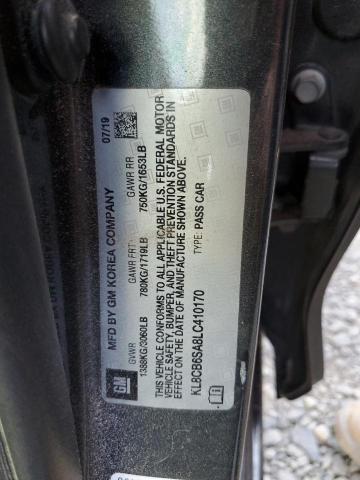 GM
MFD BY GM KOREA COMPANY
07/19
GVWR
GAWR FRT
GAWR RR
1388KG/3060LB
780KG/1719LB
750KG/1653LB
THIS VEHICLE CONFORMS TO ALL APPLICABLE U.S. FEDERAL MOTOR
VEHICLE SAFETY, BUMPER, AND THEFT PREVENTION STANDARDS IN
EFFECT ON THE DATE OF MANUFACTURE SHOWN ABOVE.
KL8CB6SA8LC410170
TYPE: PASS CAR